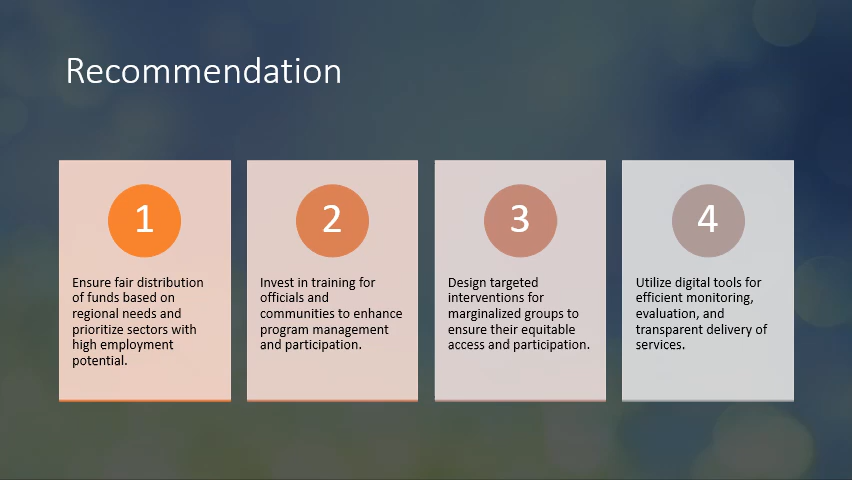 Recommendation
1
Ensure fair distribution
of funds based on
regional needs and
prioritize sectors with
high employment
potential.
2
Invest in training for
officials and
communities to enhance
program management
and participation.
3
Design targeted
interventions for
marginalized groups to
ensure their equitable
access and participation.
4
Utilize digital tools for
efficient monitoring,
evaluation, and
transparent delivery of
services.